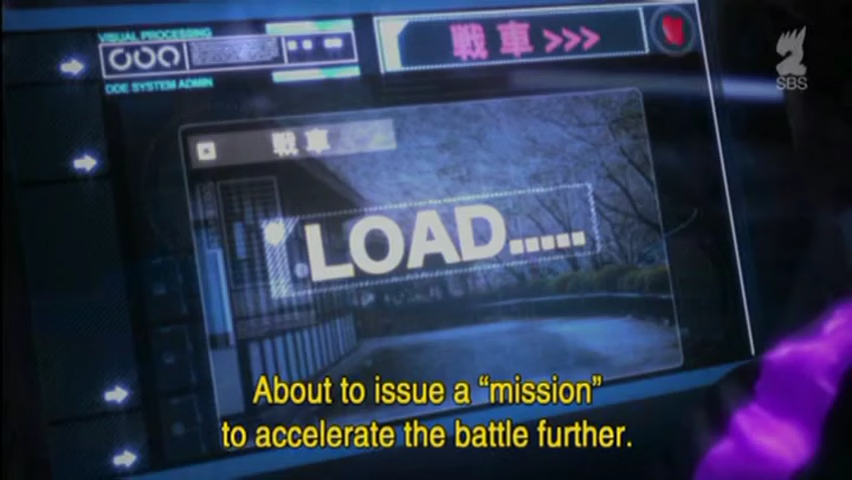 VISUAL PROCESSING
DDE SYSTEM ADMIN
戦車>>>
SBS
戦車
LOAD.....
About to issue a “mission”
to accelerate the battle further.